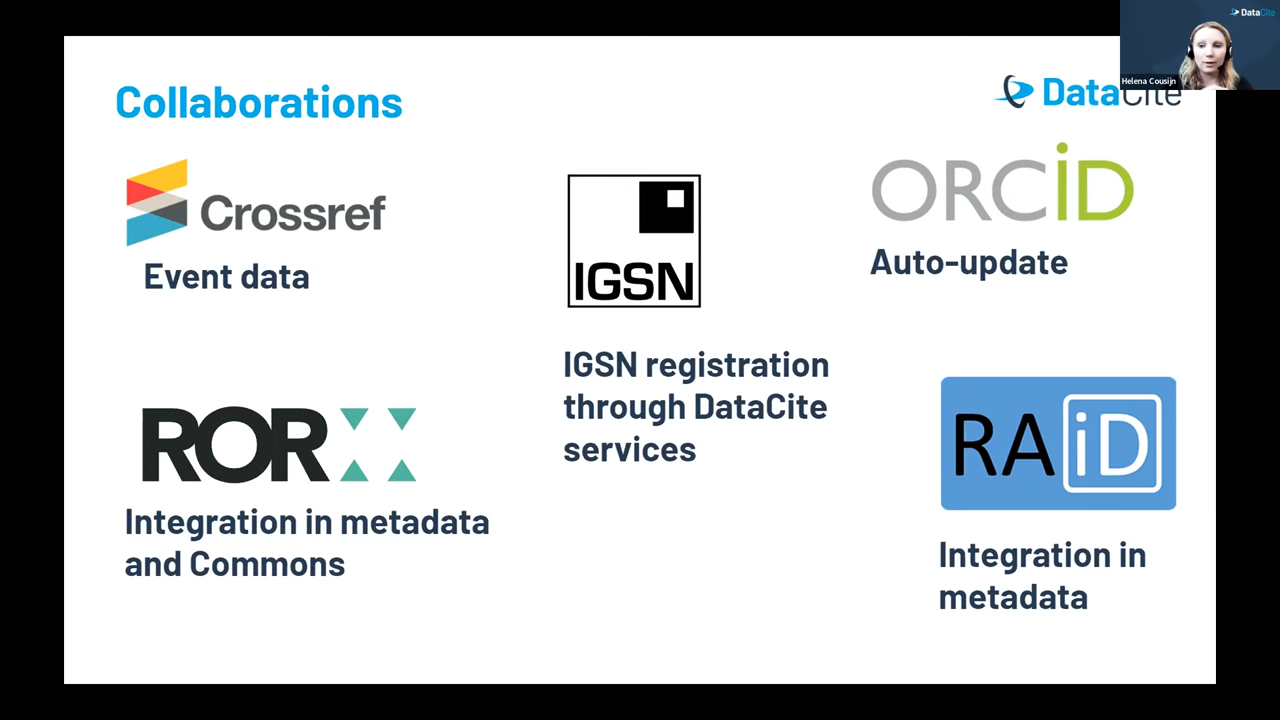 DataCite
Helena Cousijn
Collaborations
DataCite
Crossref
Event data
IGSN
IGSN registration
through DataCite
services
ORCiD
Auto-update
ROR
Integration in metadata
and Commons
RAiD
Integration in
metadata